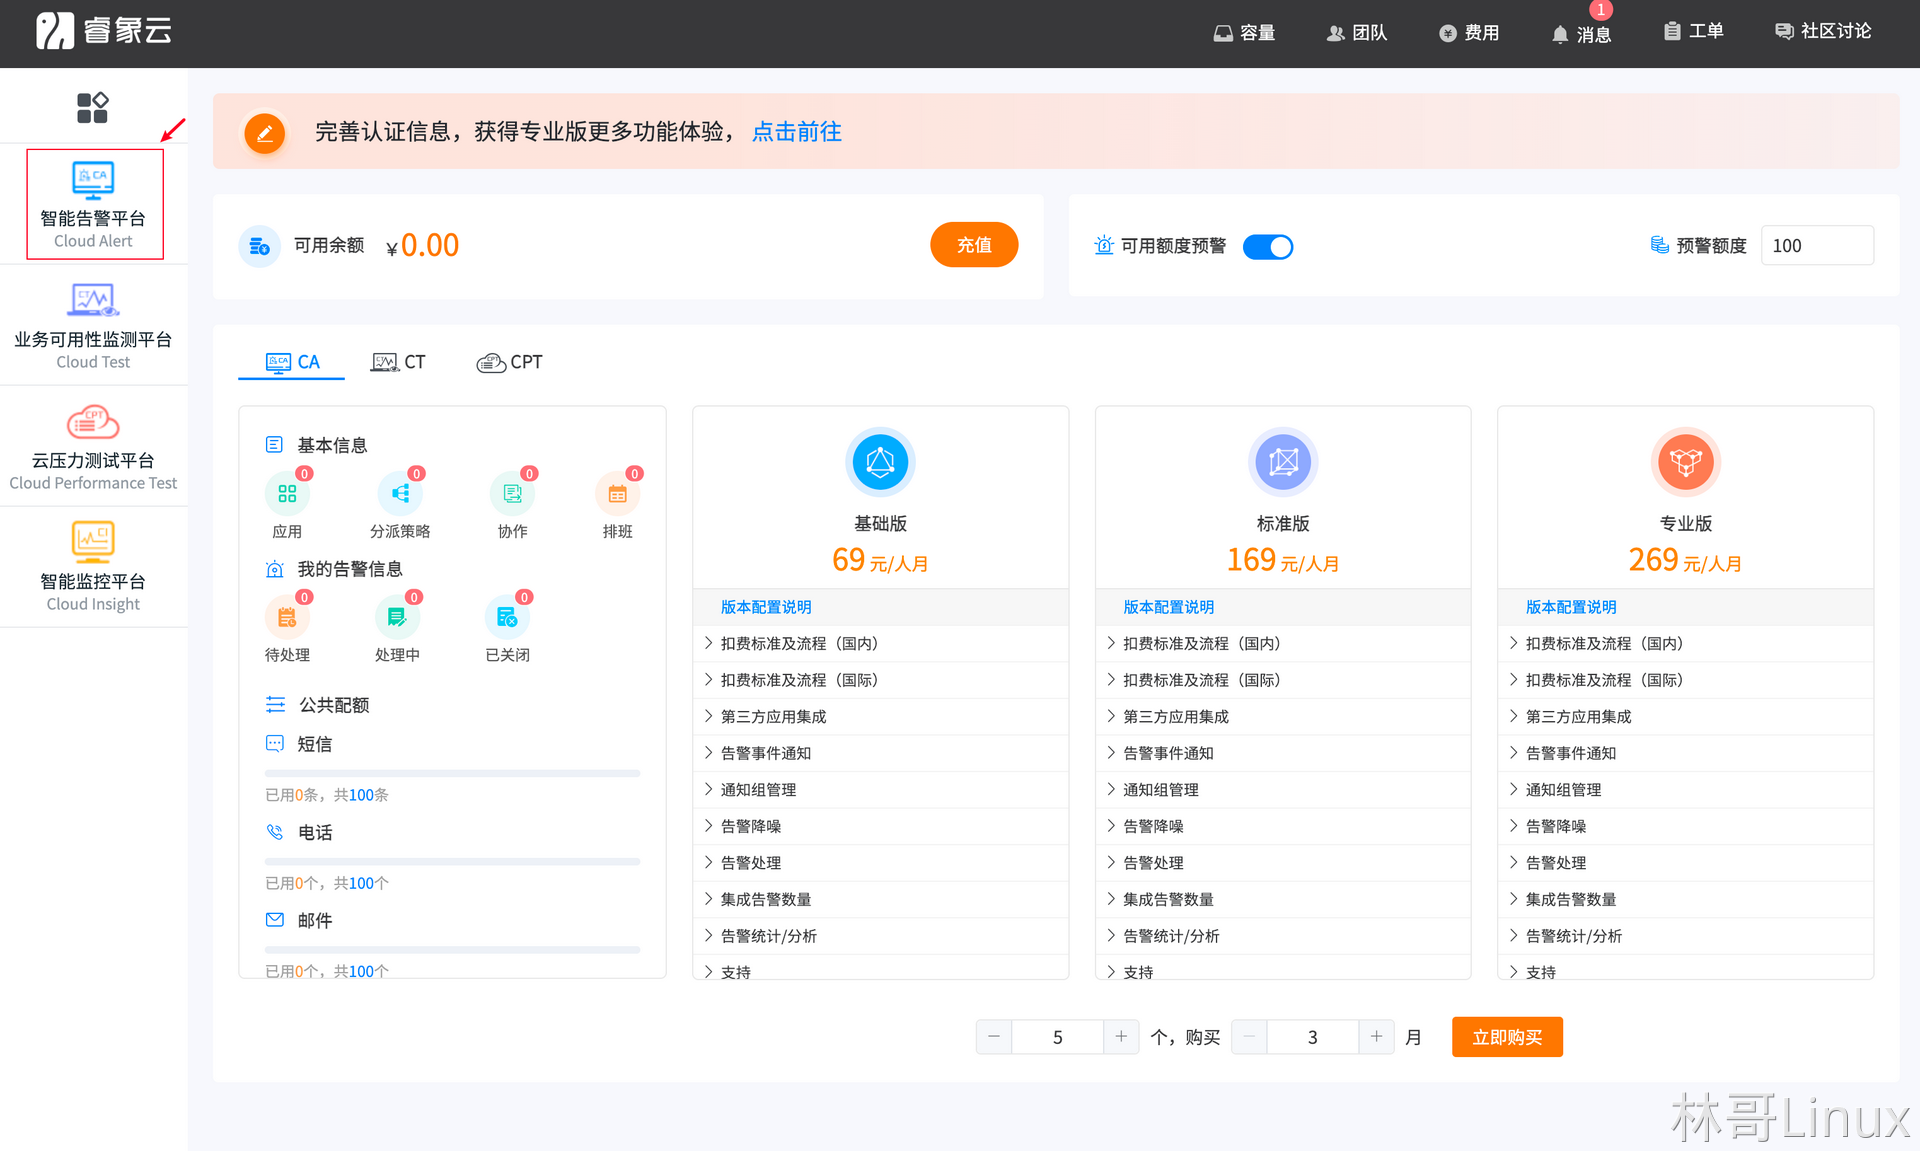 睿象云
容量
团队
费用
1
消息
工单
社区讨论
CA
智能告警平台
Cloud Alert
CT
业务可用性监测平台
Cloud Test
CPT
云压力测试平台
Cloud Performance Test
CI
智能监控平台
Cloud Insight
完善认证信息，获得专业版更多功能体验， 点击前往
可用余额 ¥0.00
充值
可用额度预警
预警额度 100
CA
CT
CPT
基本信息
0 0 0 0
应用 分派策略 协作 排班
我的告警信息
0 0 0
待处理 处理中 已关闭
公共配额
短信
已用0条，共100条
电话
已用0个，共100个
邮件
已用0个，共100个
基础版
69 元/人月
版本配置说明
扣费标准及流程（国内）
扣费标准及流程（国际）
第三方应用集成
告警事件通知
通知组管理
告警降噪
告警处理
集成告警数量
告警统计/分析
支持
标准版
169 元/人月
版本配置说明
扣费标准及流程（国内）
扣费标准及流程（国际）
第三方应用集成
告警事件通知
通知组管理
告警降噪
告警处理
集成告警数量
告警统计/分析
支持
专业版
269 元/人月
版本配置说明
扣费标准及流程（国内）
扣费标准及流程（国际）
第三方应用集成
告警事件通知
通知组管理
告警降噪
告警处理
集成告警数量
告警统计/分析
支持
− 5 + 个，购买 − 3 + 月 立即购买
林哥Linux